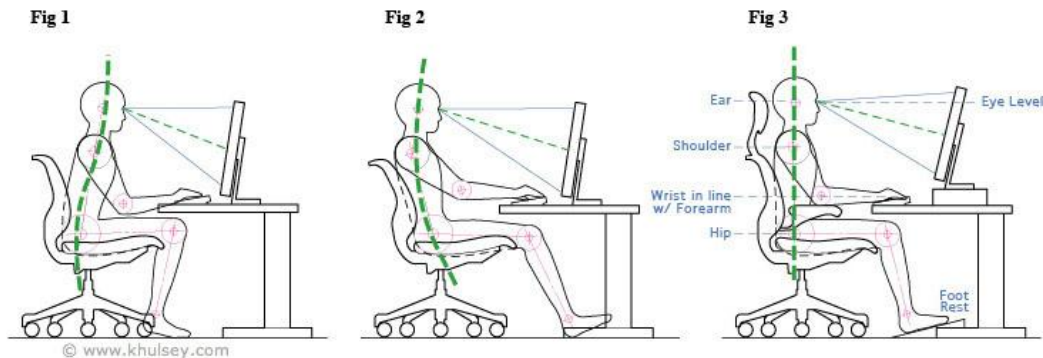 Fig 1
Fig 2
Fig 3
Ear
Eye Level
Shoulder
Wrist in line
w/ Forearm
Hip
Foot
Rest
© www.khulsey.com